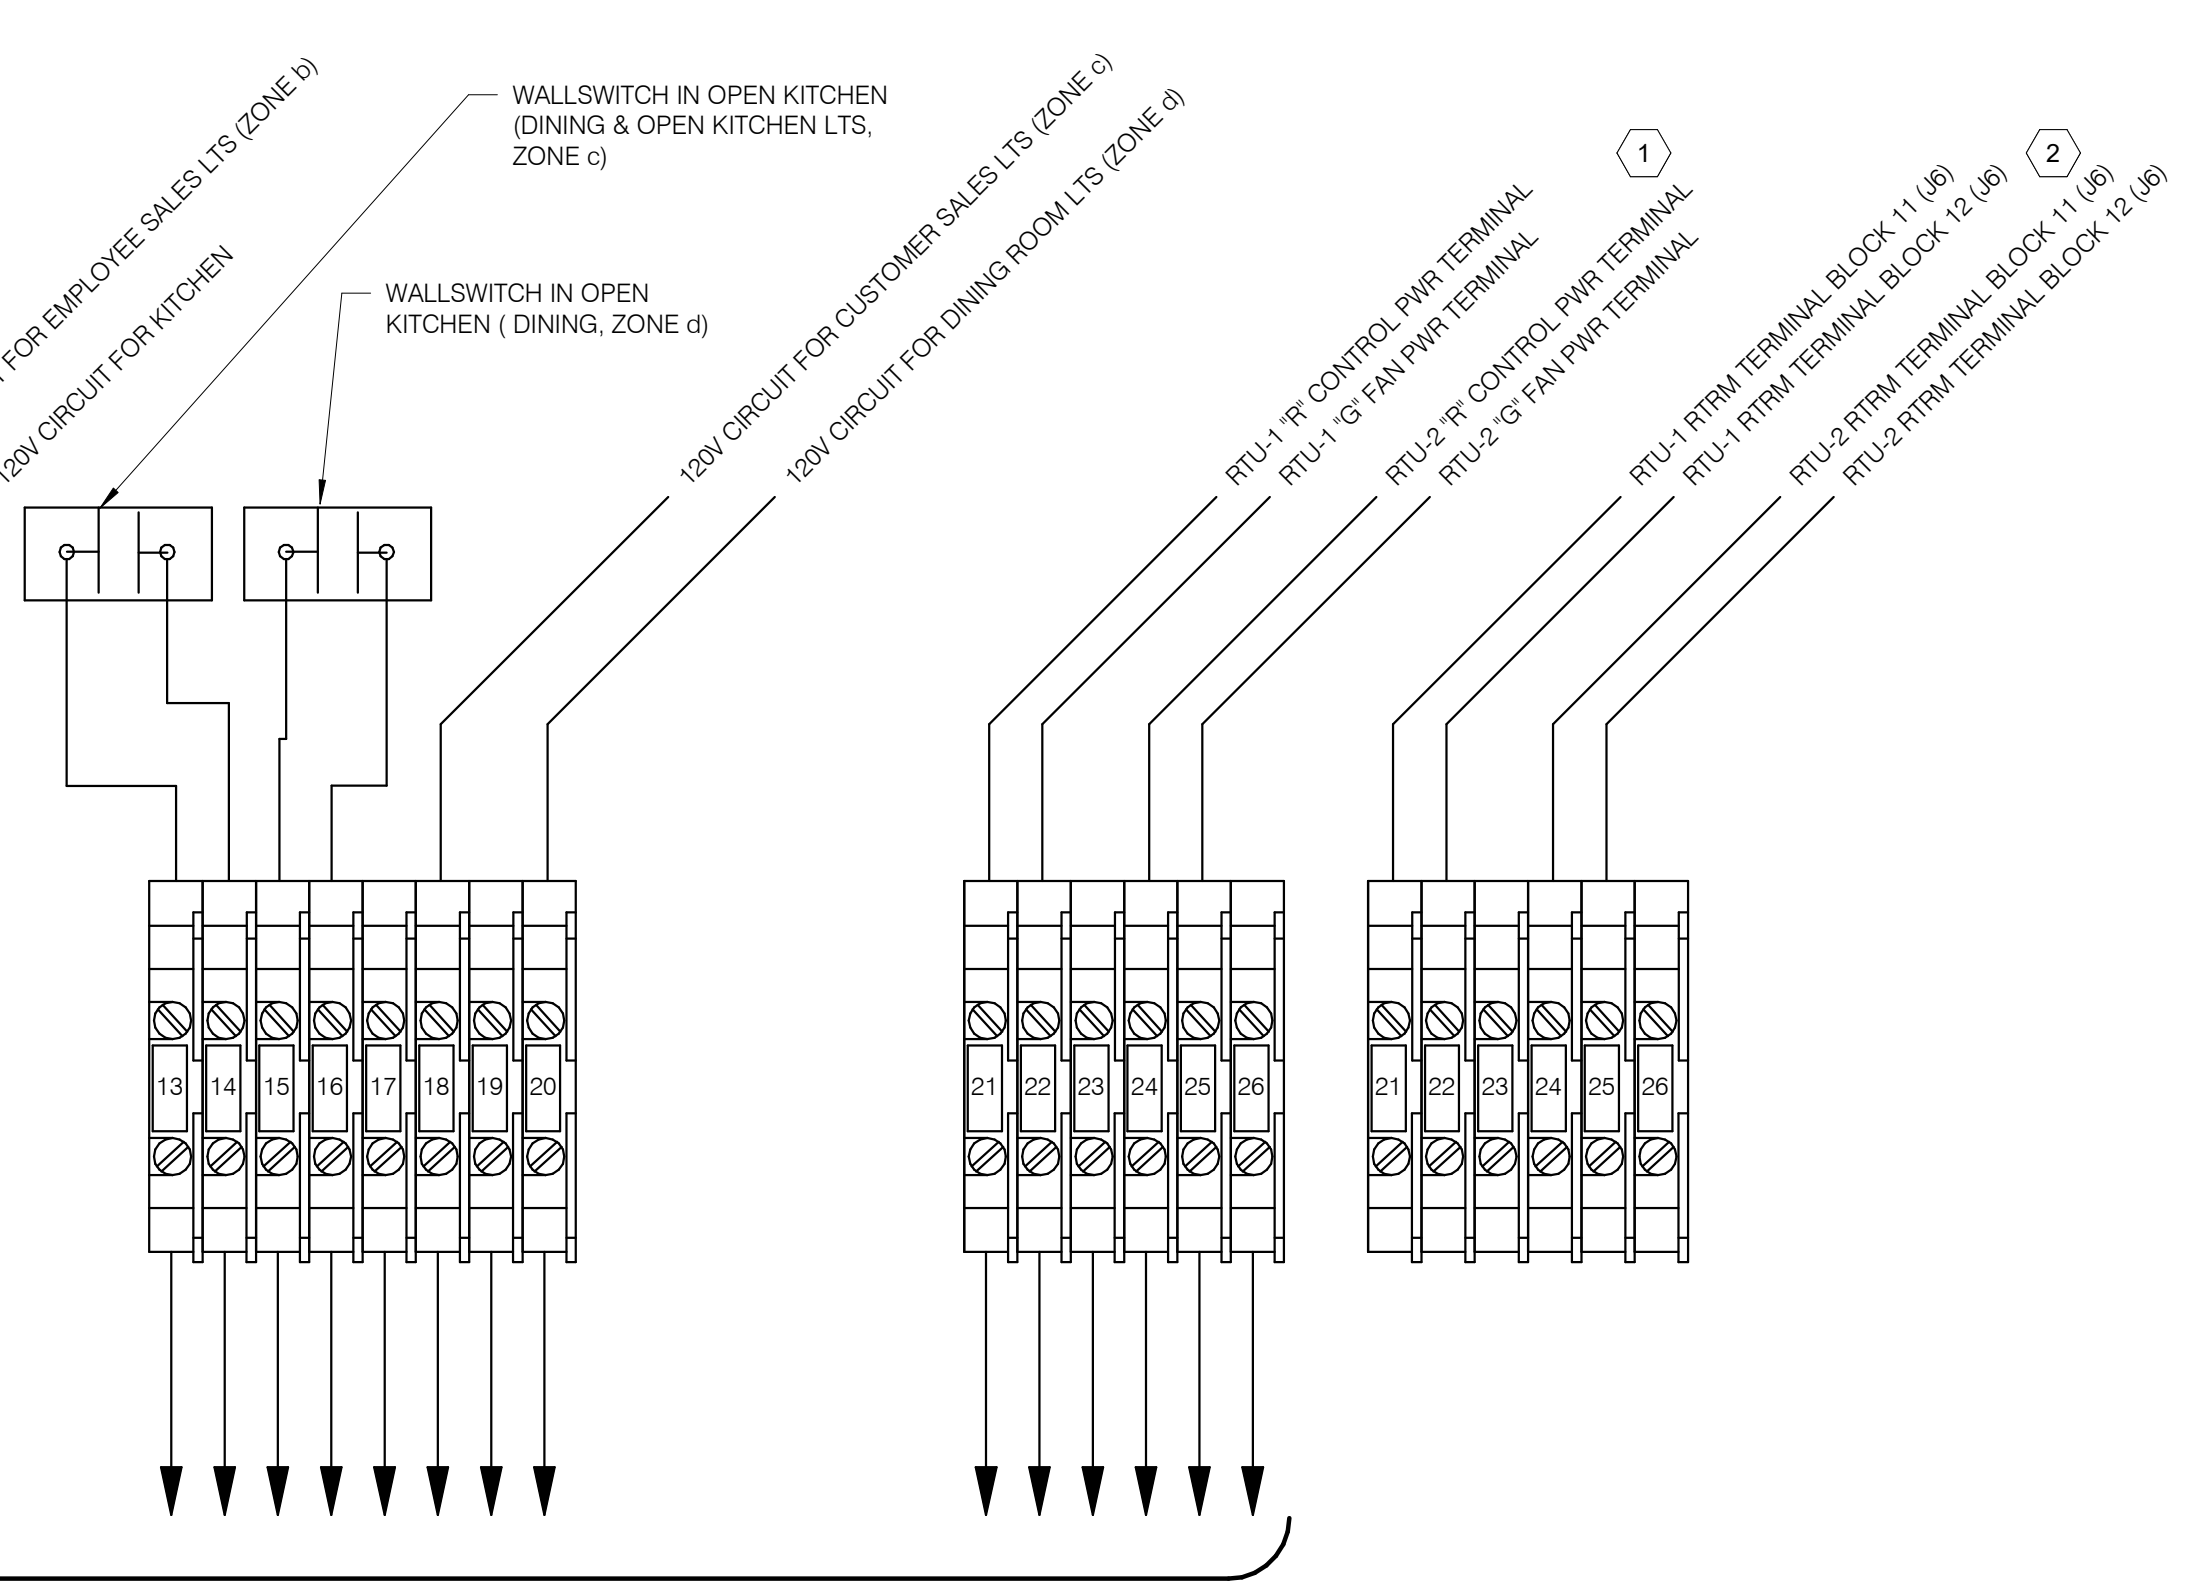 FOR EMPLOYEE SALES LTS (ZONE b)
120V CIRCUIT FOR KITCHEN
WALLSWITCH IN OPEN KITCHEN
(DINING & OPEN KITCHEN LTS,
ZONE c)
WALLSWITCH IN OPEN
KITCHEN ( DINING, ZONE d)
120V CIRCUIT FOR CUSTOMER SALES LTS (ZONE c)
120V CIRCUIT FOR DINING ROOM LTS (ZONE d)
1
RTU-1 "R" CONTROL PWR TERMINAL
RTU-1 "G" FAN PWR TERMINAL
RTU-2 "R" CONTROL PWR TERMINAL
RTU-2 "G" FAN PWR TERMINAL
2
RTU-1 RTRM TERMINAL BLOCK 11 (J6)
RTU-1 RTRM TERMINAL BLOCK 12 (J6)
RTU-2 RTRM TERMINAL BLOCK 11 (J6)
RTU-2 RTRM TERMINAL BLOCK 12 (J6)
13 14 15 16 17 18 19 20
21 22 23 24 25 26
21 22 23 24 25 26